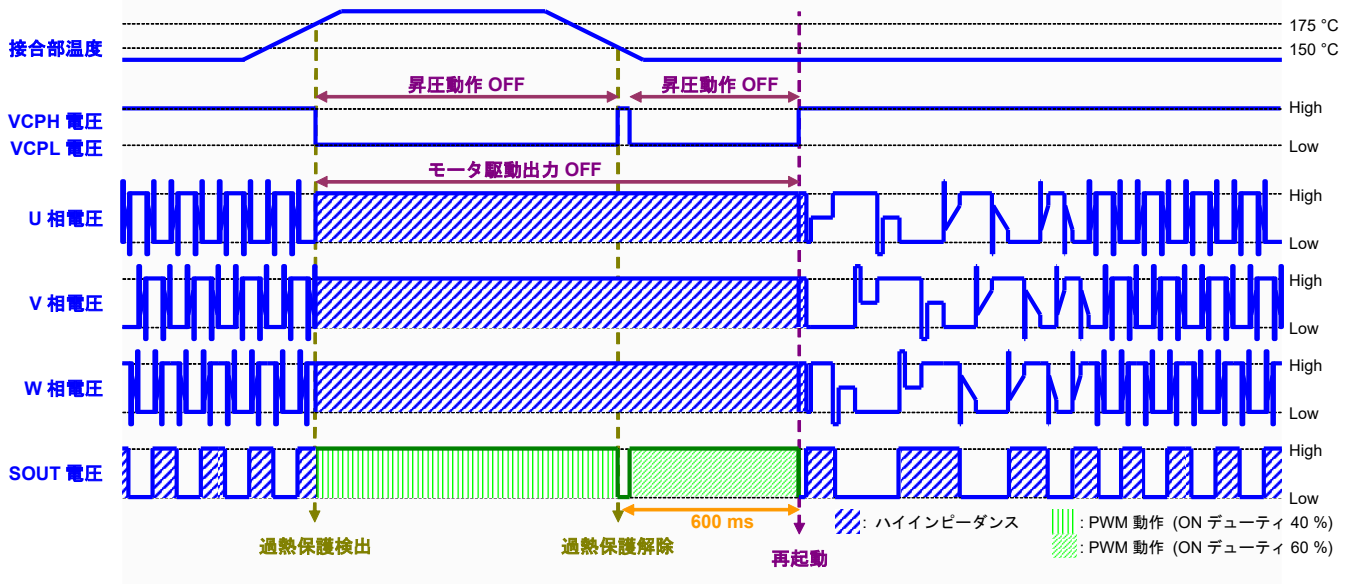 175 °C
接合部温度
150 °C
昇圧動作 OFF
昇圧動作 OFF
VCPH 電圧
High
VCPL 電圧
Low
モータ駆動出力 OFF
High
U 相電圧
Low
High
V 相電圧
Low
High
W 相電圧
Low
High
SOUT 電圧
Low
600 ms
: ハイインピーダンス
: PWM 動作 (ON デューティ 40 %)
過熱保護検出
過熱保護解除
再起動
: PWM 動作 (ON デューティ 60 %)